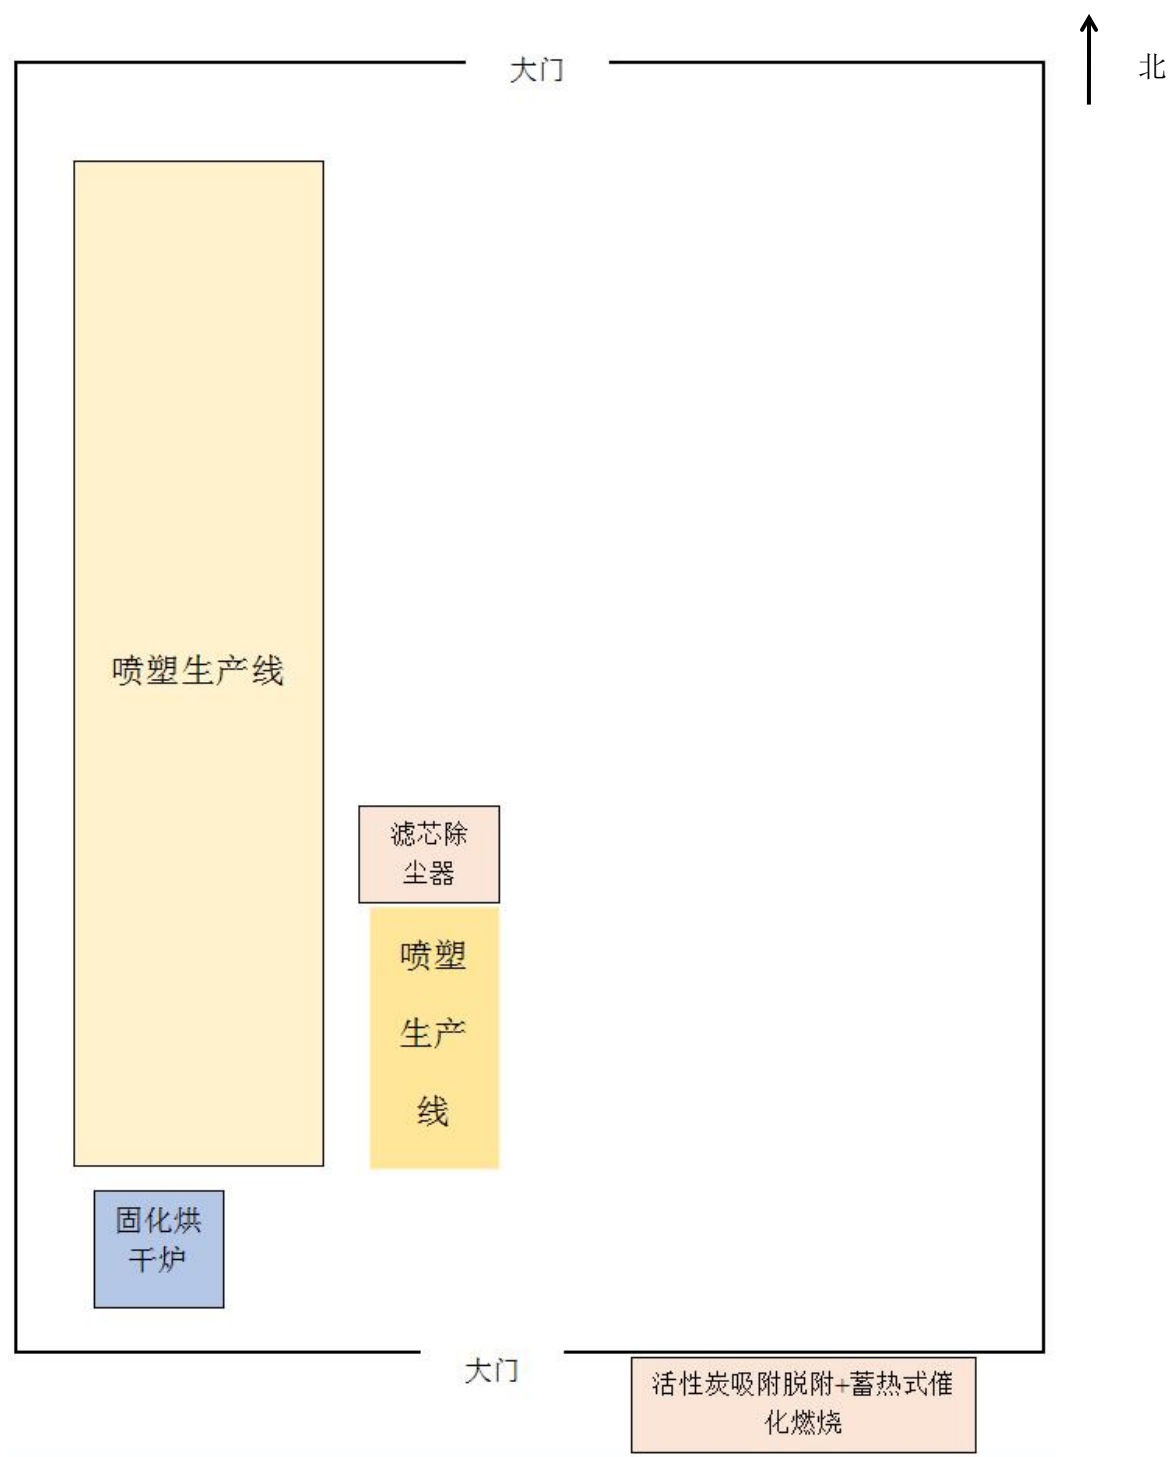 大门
北
喷塑生产线
滤芯除
尘器
喷塑
生产
线
固化烘
干炉
大门
活性炭吸附脱附+蓄热式催
化燃烧